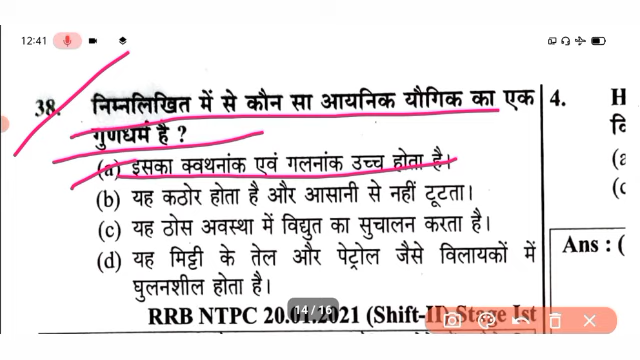 12:41
38. निम्नलिखित में से कौन सा आयनिक यौगिक का एक
गुणधर्म है ?
(a) इसका क्वथनांक एवं गलनांक उच्च होता है।
(b) यह कठोर होता है और आसानी से नहीं टूटता।
(c) यह ठोस अवस्था में विद्युत का सुचालन करता है।
(d) यह मिट्टी के तेल और पेट्रोल जैसे विलायकों में
घुलनशील होता है।
14 / 16
RRB NTPC 20.01.2021 (Shift-II) Stage Ist
4. H
वि
(a
(c
Ans : (